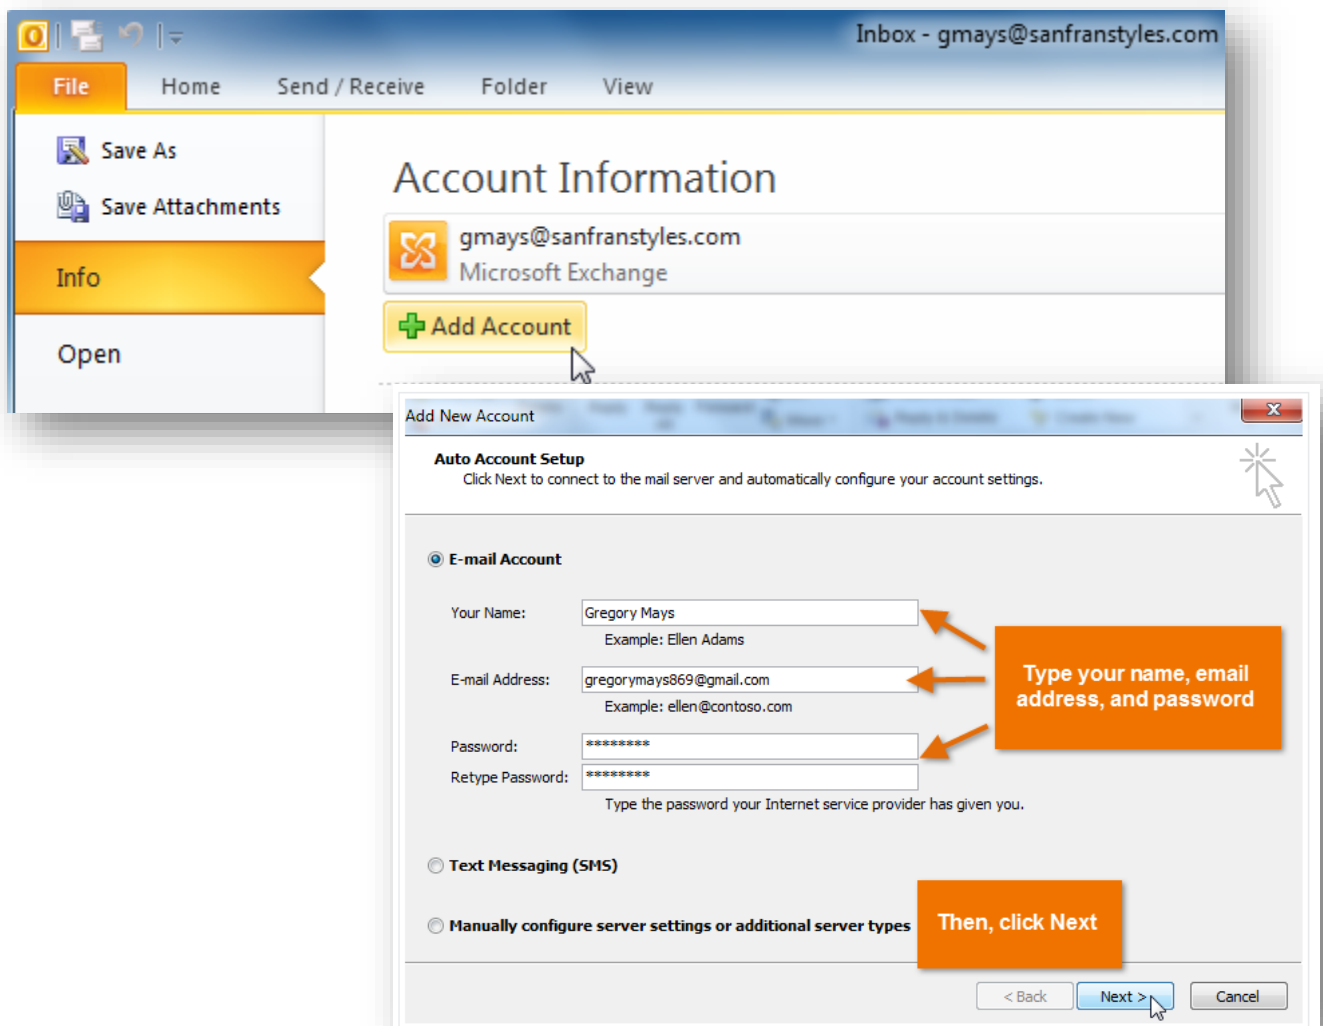 Inbox - gmays@sanfranstyles.com
File Home Send / Receive Folder View
Save As
Save Attachments
Info
Open
Account Information
gmays@sanfranstyles.com
Microsoft Exchange
Add Account
Add New Account
Auto Account Setup
Click Next to connect to the mail server and automatically configure your account settings.
E-mail Account
Your Name: Gregory Mays
Example: Ellen Adams
E-mail Address: gregorymays869@gmail.com
Example: ellen@contoso.com
Password: ********
Retype Password: ********
Type the password your Internet service provider has given you.
Type your name, email
address, and password
Text Messaging (SMS)
Manually configure server settings or additional server types
Then, click Next
< Back Next > Cancel